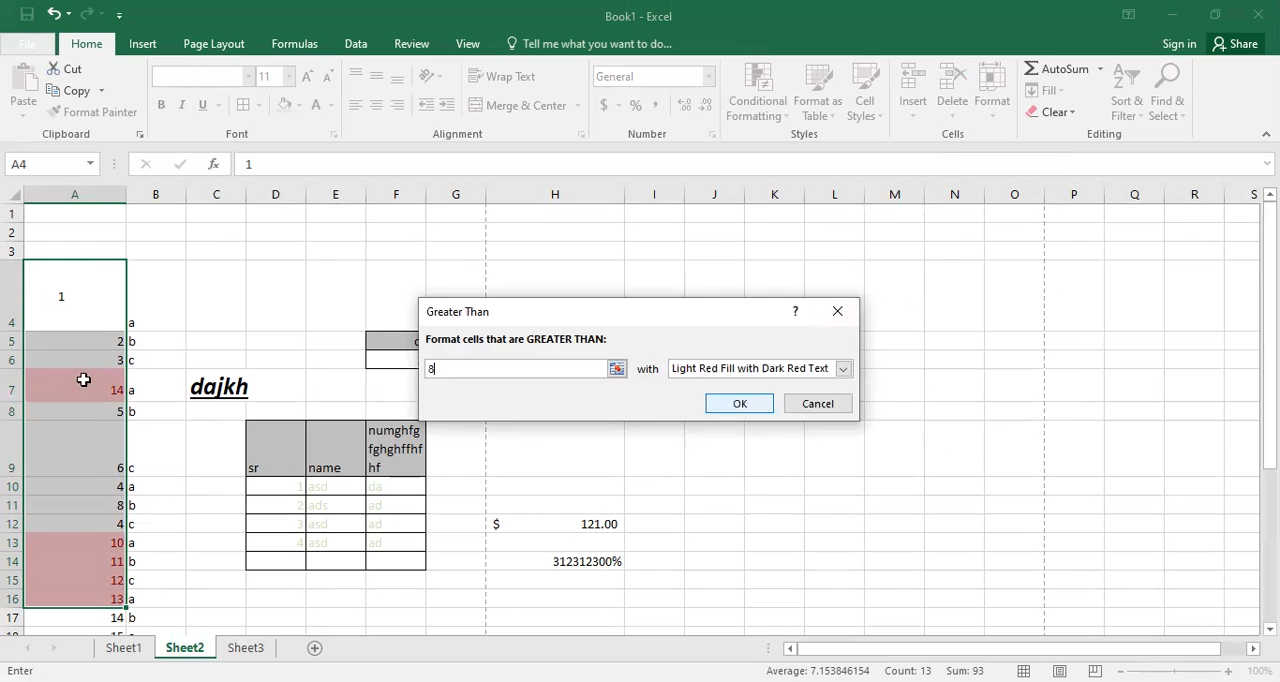 Book1 - Excel
File Home Insert Page Layout Formulas Data Review View Tell me what you want to do... Sign in Share
Cut
Copy
Format Painter
Paste
Clipboard
11
Font
Wrap Text
Merge & Center
Alignment
General
$ % ,
Number
Conditional Formatting
Format as Table
Cell Styles
Styles
Insert Delete Format
Cells
AutoSum
Fill
Clear
Sort & Filter
Find & Select
Editing
A4 fx 1
A B C D E F G H I J K L M N O P Q R S
1
2
3
4 1 a
5 2 b
6 3 c
7 14 a dajkh
8 5 b
9 6 c sr name numghfg
fghghffhf
hf
10 4 a 1 asd da
11 8 b 2 ads ad
12 4 c 3 asd ad $ 121.00
13 10 a 4 asd ad
14 11 b 312312300%
15 12 c
16 13 a
17 14 b
Greater Than ?
Format cells that are GREATER THAN:
8 with Light Red Fill with Dark Red Text
OK Cancel
Sheet1 Sheet2 Sheet3
Enter Average: 7.153846154 Count: 13 Sum: 93 100%